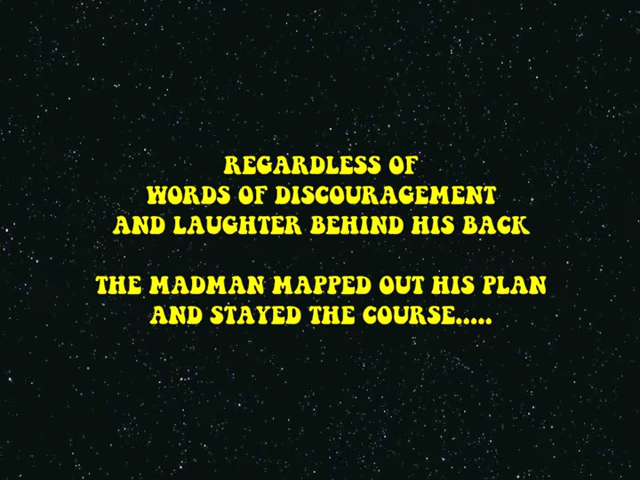 REGARDLESS OF
WORDS OF DISCOURAGEMENT
AND LAUGHTER BEHIND HIS BACK
THE MADMAN MAPPED OUT HIS PLAN
AND STAYED THE COURSE.....